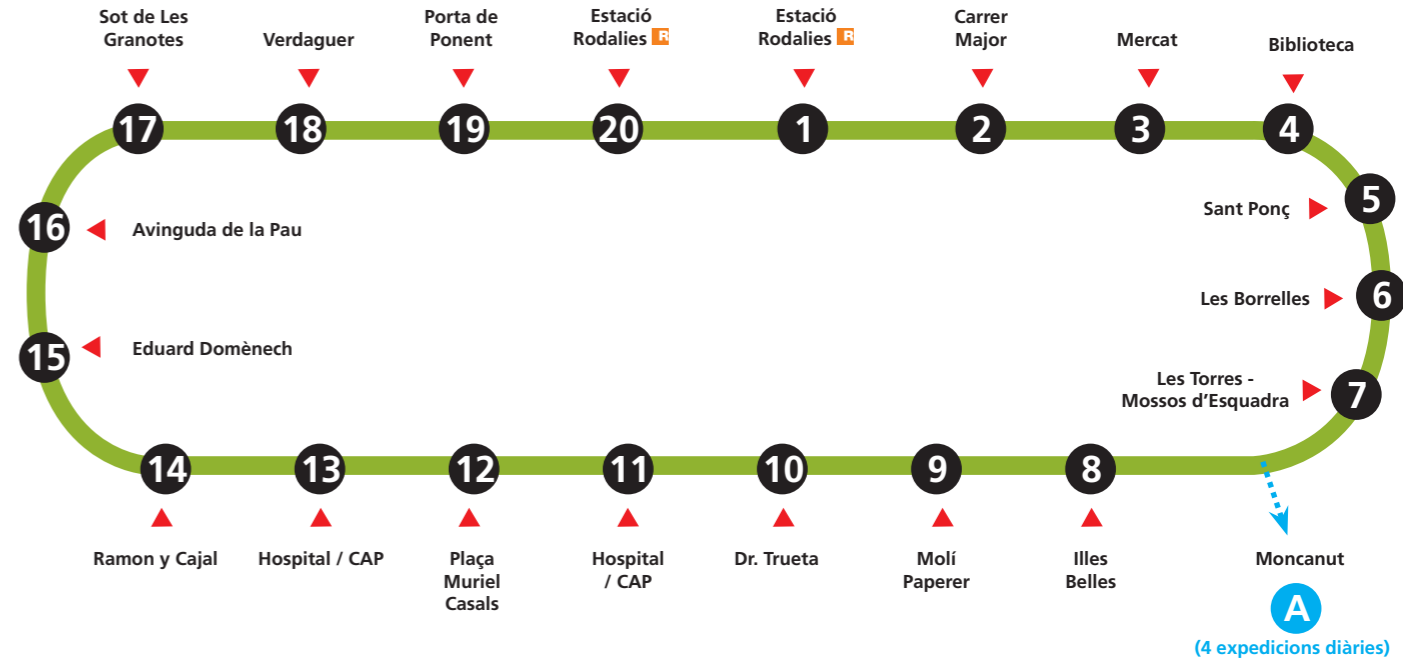 Sot de Les
Granotes
Verdaguer
Porta de
Ponent
Estació
Rodalies R
Estació
Rodalies R
Carrer
Major
Mercat
Biblioteca
17
18
19
20
1
2
3
4
5
Sant Ponç
16
Avinguda de la Pau
6
Les Borrelles
15
Eduard Domènech
7
Les Torres -
Mossos d’Esquadra
14
13
12
11
10
9
8
Ramon y Cajal
Hospital / CAP
Plaça
Muriel
Casals
Hospital
/ CAP
Dr. Trueta
Molí
Paperer
Illes
Belles
Moncanut
A
(4 expedicions diàries)